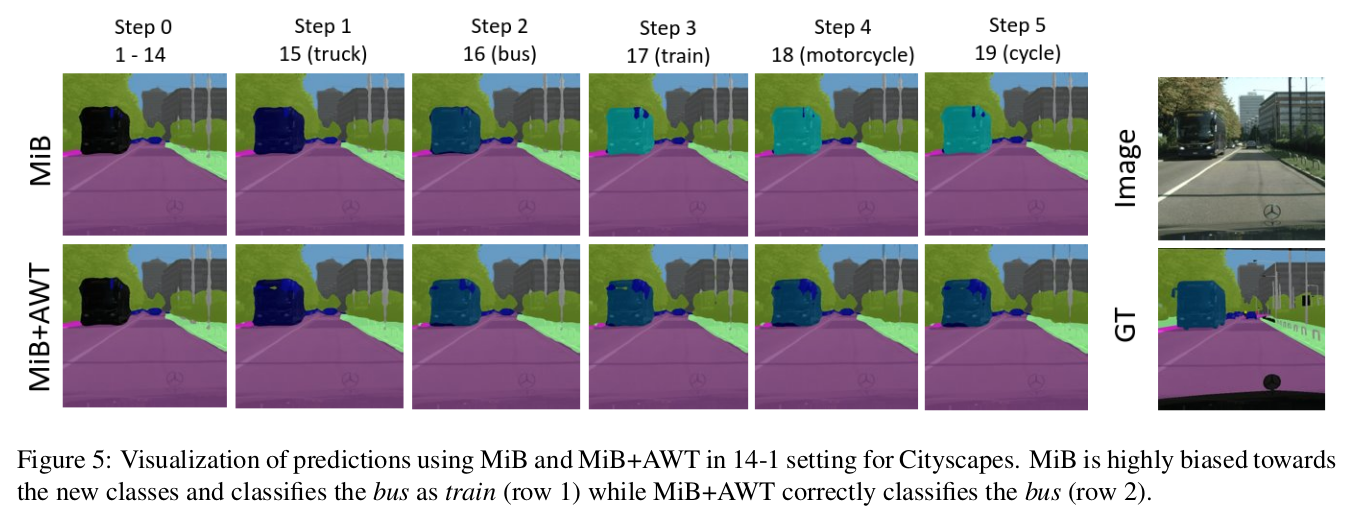 Step 0
1 - 14
Step 1
15 (truck)
Step 2
16 (bus)
Step 3
17 (train)
Step 4
18 (motorcycle)
Step 5
19 (cycle)
MiB
MiB+AWT
Image
GT
Figure 5: Visualization of predictions using MiB and MiB+AWT in 14-1 setting for Cityscapes. MiB is highly biased towards
the new classes and classifies the bus as train (row 1) while MiB+AWT correctly classifies the bus (row 2).